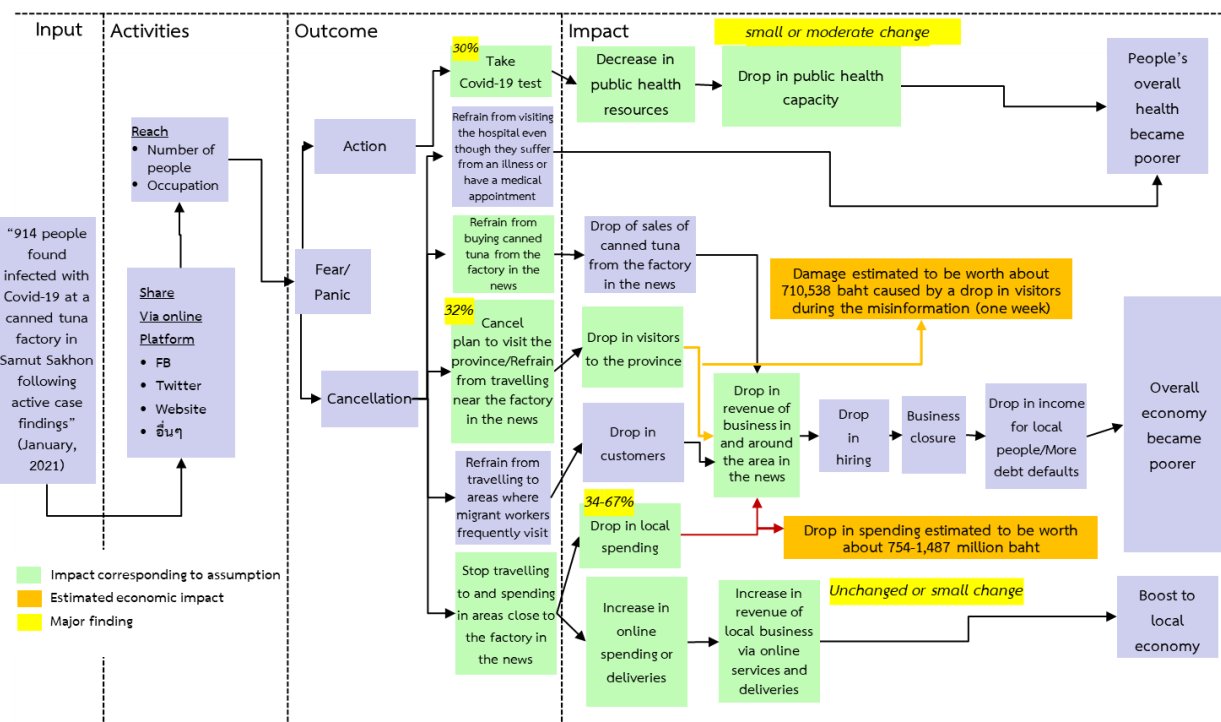 Input
Activities
Outcome
Impact
“914 people
found
infected with
Covid-19 at a
canned tuna
factory in
Samut Sakhon
following
active case
findings”
(January,
2021)
Reach
• Number of
people
• Occupation
Share
Via online
Platform
• FB
• Twitter
• Website
• อื่นๆ
Fear/
Panic
Action
Cancellation
30%
Take
Covid-19 test
Refrain from visiting
the hospital even
though they suffer
from an illness or
have a medical
appointment
Refrain from
buying canned
tuna from the
factory in the
news
32%
Cancel
plan to visit the
province/Refrain
from travelling
near the factory
in the news
Refrain from
travelling to
areas where
migrant workers
frequently visit
Stop travelling
to and spending
in areas close to
the factory in
the news
Decrease in
public health
resources
small or moderate change
Drop in public health
capacity
People’s
overall
health
became
poorer
Drop of sales of
canned tuna
from the factory
in the news
Drop in visitors
to the province
Drop in
customers
34-67%
Drop in local
spending
Increase in
online
spending or
deliveries
Damage estimated to be worth about
710,538 baht caused by a drop in visitors
during the misinformation (one week)
Drop in
revenue of
business in
and around
the area in
the news
Drop
in
hiring
Business
closure
Drop in income
for local
people/More
debt defaults
Overall
economy
became
poorer
Drop in spending estimated to be worth
about 754-1,487 million baht
Increase in
revenue of
local business
via online
services and
deliveries
Unchanged or small change
Boost to
local
economy
Impact corresponding to assumption
Estimated economic impact
Major finding